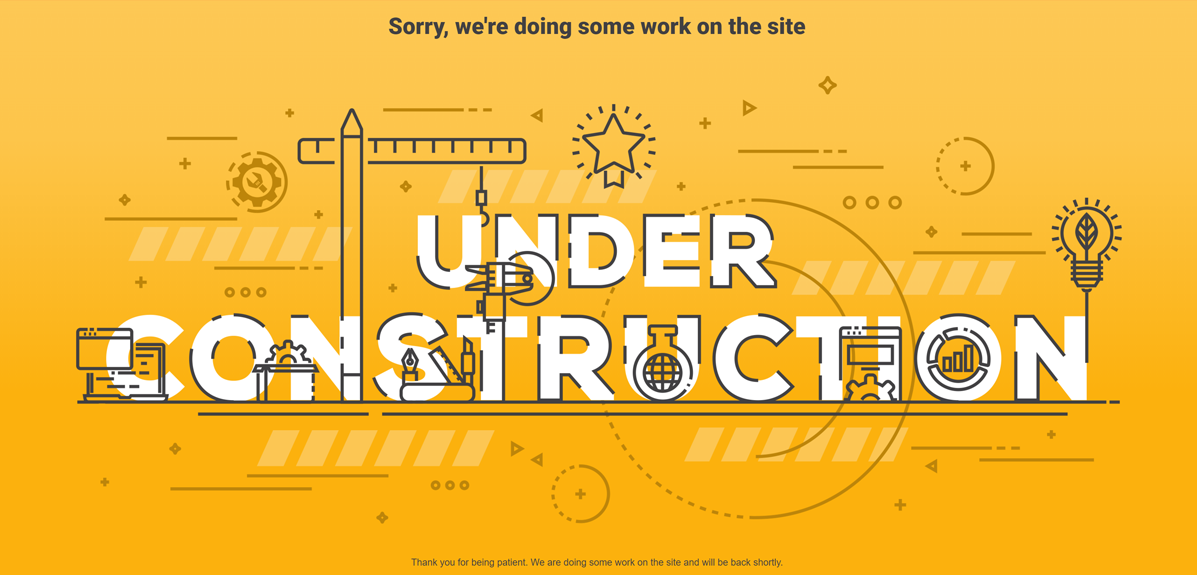 Sorry, we're doing some work on the site
UNDER
CONSTRUCTION
Thank you for being patient. We are doing some work on the site and will be back shortly.